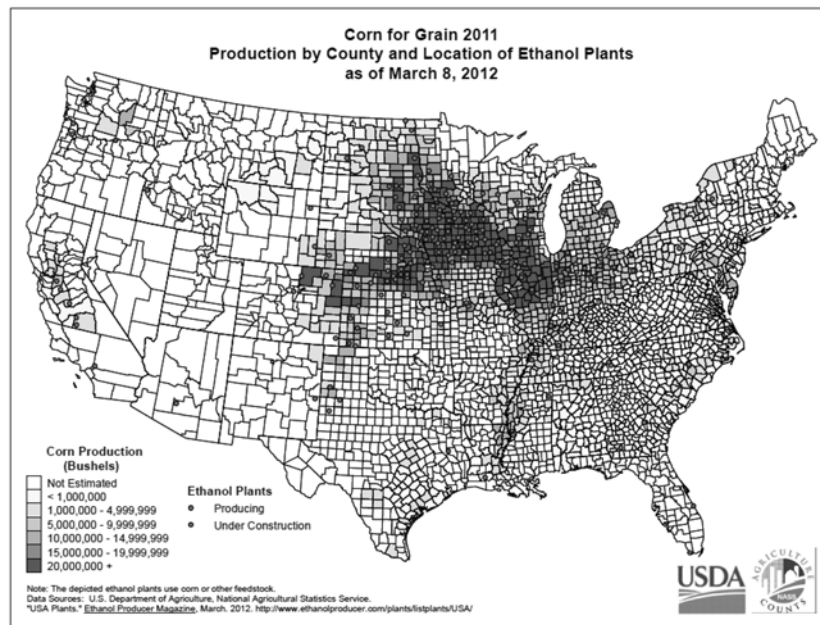 Corn for Grain 2011
Production by County and Location of Ethanol Plants
as of March 8, 2012
Corn Production
(Bushels)
Not Estimated
< 1,000,000
1,000,000 - 4,999,999
5,000,000 - 9,999,999
10,000,000 - 14,999,999
15,000,000 - 19,999,999
20,000,000 +
Ethanol Plants
Producing
Under Construction
Note: The depicted ethanol plants use corn or other feedstock.
Data Sources: U.S. Department of Agriculture, National Agricultural Statistics Service.
"USA Plants." Ethanol Producer Magazine, March. 2012. http://www.ethanolproducer.com/plants/listplants/USA/
USDA
AGRICULTURE
NASS
COUNTS